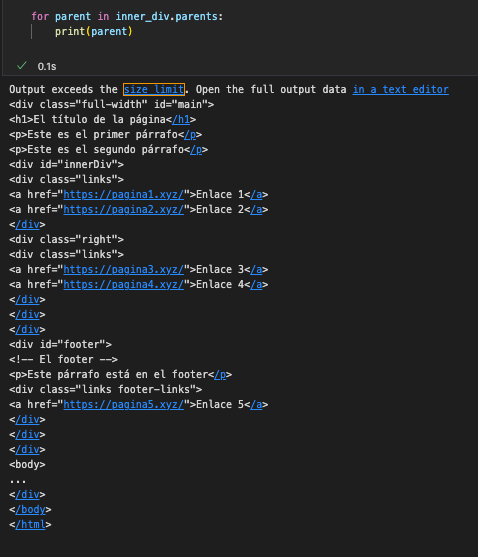 for parent in inner_div.parents:
    print(parent)
0.1s
Output exceeds the size limit. Open the full output data in a text editor
<div class="full-width" id="main">
<h1>El título de la página</h1>
<p>Este es el primer párrafo</p>
<p>Este es el segundo párrafo</p>
<div id="innerDiv">
<div class="links">
<a href="https://pagina1.xyz/">Enlace 1</a>
<a href="https://pagina2.xyz/">Enlace 2</a>
</div>
<div class="right">
<div class="links">
<a href="https://pagina3.xyz/">Enlace 3</a>
<a href="https://pagina4.xyz/">Enlace 4</a>
</div>
</div>
</div>
<div id="footer">
<!-- El footer -->
<p>Este párrafo está en el footer</p>
<div class="links footer-links">
<a href="https://pagina5.xyz/">Enlace 5</a>
</div>
</div>
</div>
<body>
...
</div>
</body>
</html>